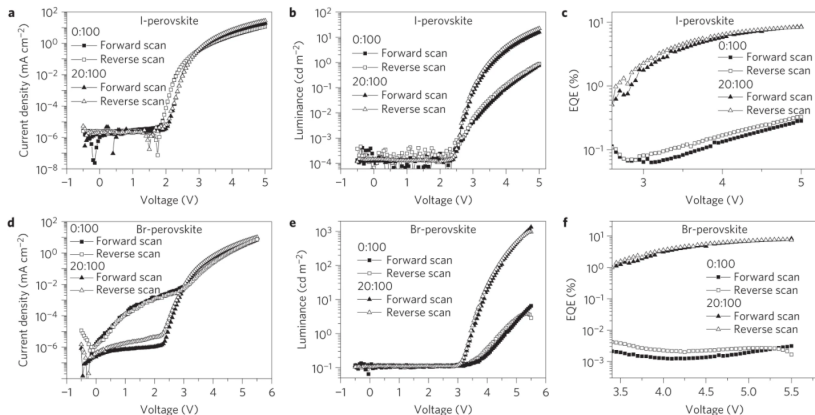 a
I-perovskite
Current density (mA cm⁻²)
10²
10⁰
10⁻²
10⁻⁴
10⁻⁶
10⁻⁸
0:100
Forward scan
Reverse scan
20:100
Forward scan
Reverse scan
−1 0 1 2 3 4 5
Voltage (V)
b
I-perovskite
Luminance (cd m⁻²)
10²
10¹
10⁰
10⁻¹
10⁻²
10⁻³
10⁻⁴
0:100
Forward scan
Reverse scan
20:100
Forward scan
Reverse scan
−1 0 1 2 3 4 5
Voltage (V)
c
I-perovskite
EQE (%)
10¹
10⁰
10⁻¹
0:100
Forward scan
Reverse scan
20:100
Forward scan
Reverse scan
3 4 5
Voltage (V)
d
Br-perovskite
Current density (mA cm⁻²)
10²
10⁰
10⁻²
10⁻⁴
10⁻⁶
0:100
Forward scan
Reverse scan
20:100
Forward scan
Reverse scan
−1 0 1 2 3 4 5 6
Voltage (V)
e
Br-perovskite
Luminance (cd m⁻²)
10³
10²
10¹
10⁰
10⁻¹
0:100
Forward scan
Reverse scan
20:100
Forward scan
Reverse scan
−1 0 1 2 3 4 5 6
Voltage (V)
f
Br-perovskite
EQE (%)
10¹
10⁰
10⁻¹
10⁻²
10⁻³
0:100
Forward scan
Reverse scan
20:100
Forward scan
Reverse scan
3.5 4.0 4.5 5.0 5.5
Voltage (V)